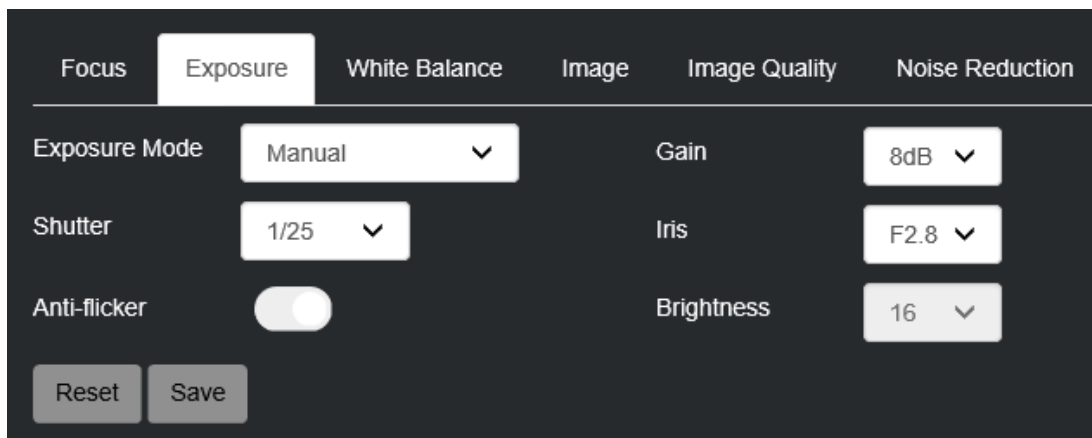 Focus Exposure White Balance Image Image Quality Noise Reduction
Exposure Mode Manual Gain 8dB
Shutter 1/25 Iris F2.8
Anti-flicker Brightness 16
Reset Save